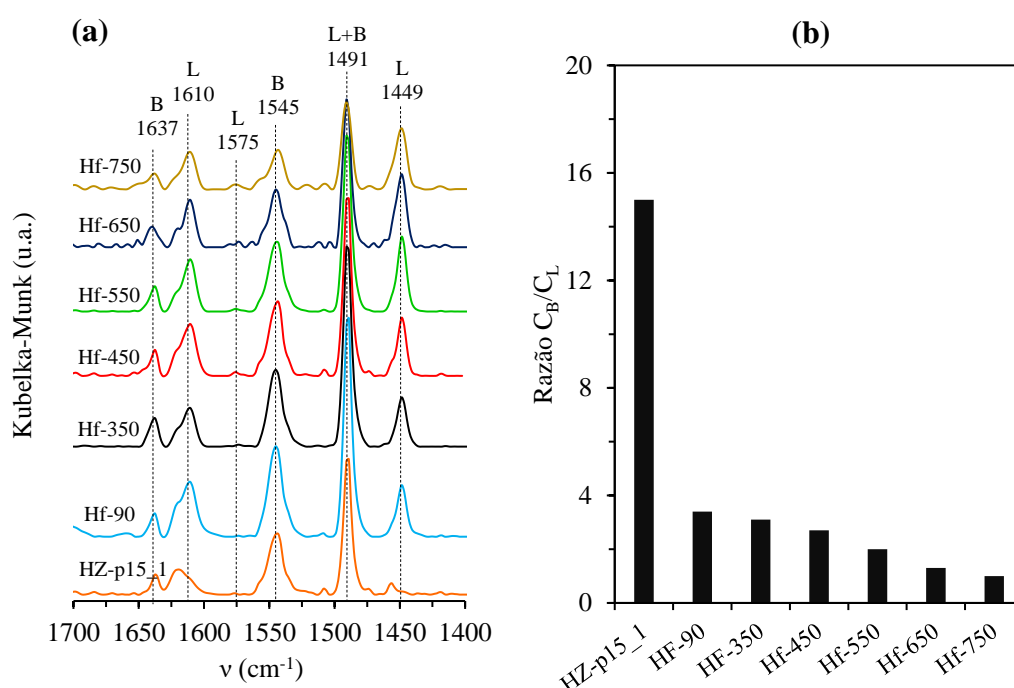 (a)
B
1637
L
1610
L
1575
B
1545
L+B
1491
L
1449
Hf-750
Hf-650
Hf-550
Hf-450
Hf-350
Hf-90
HZ-p15_1
Kubelka-Munk (u.a.)
1700 1650 1600 1550 1500 1450 1400
ν (cm-1)
(b)
20
16
12
8
4
0
Razão CB/CL
HZ-p15_1
HF-90
HF-350
Hf-450
Hf-550
Hf-650
Hf-750